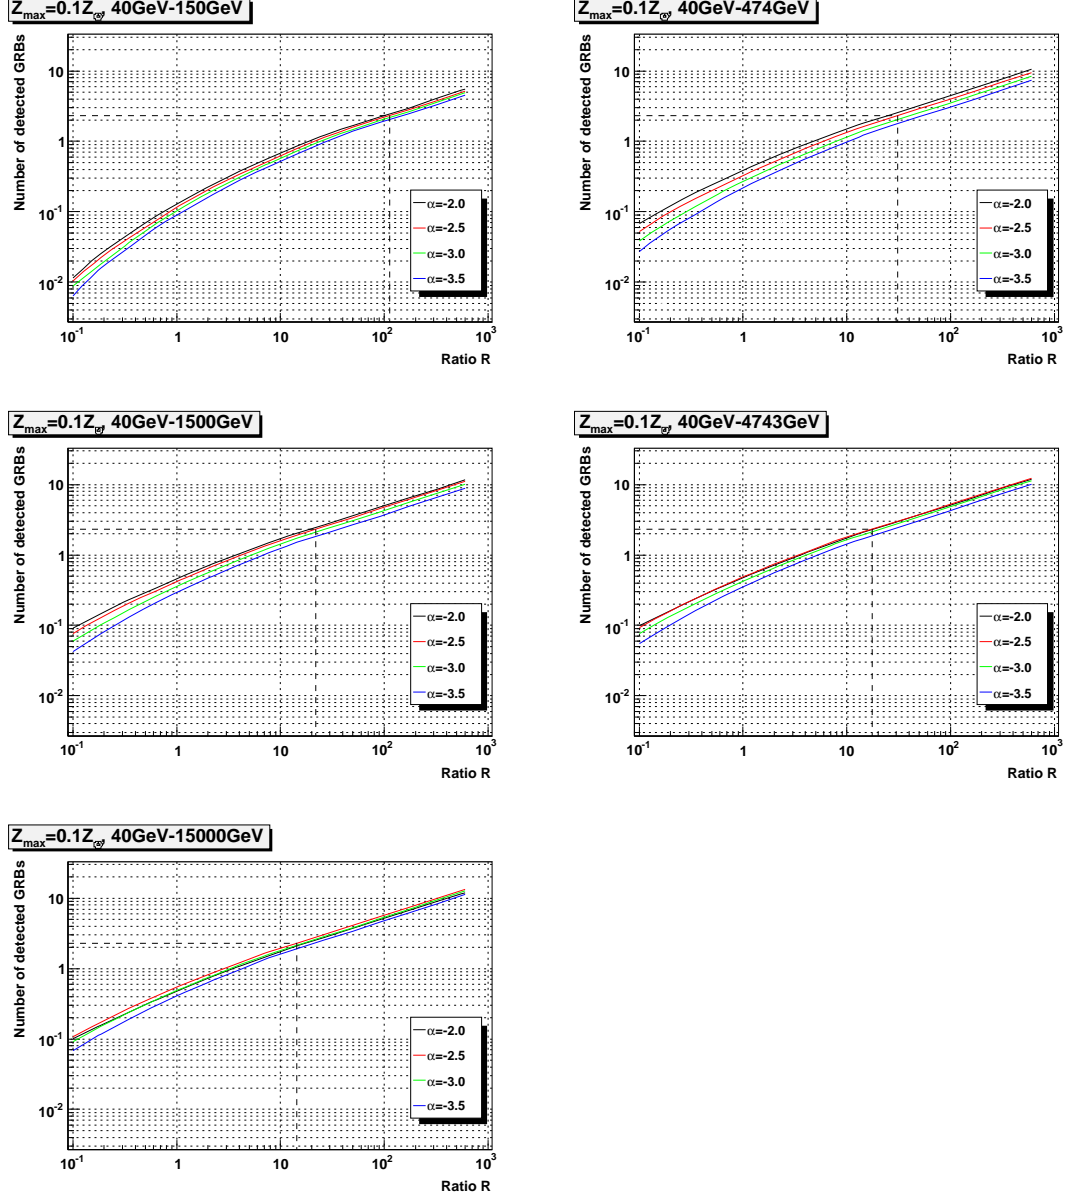 Z_max=0.1Z_⊙, 40GeV-150GeV
Number of detected GRBs
10
1
10^-1
10^-2
α=-2.0
α=-2.5
α=-3.0
α=-3.5
10^-1 1 10 10^2 10^3
Ratio R
Z_max=0.1Z_⊙, 40GeV-474GeV
Number of detected GRBs
10
1
10^-1
10^-2
α=-2.0
α=-2.5
α=-3.0
α=-3.5
10^-1 1 10 10^2 10^3
Ratio R
Z_max=0.1Z_⊙, 40GeV-1500GeV
Number of detected GRBs
10
1
10^-1
10^-2
α=-2.0
α=-2.5
α=-3.0
α=-3.5
10^-1 1 10 10^2 10^3
Ratio R
Z_max=0.1Z_⊙, 40GeV-4743GeV
Number of detected GRBs
10
1
10^-1
10^-2
α=-2.0
α=-2.5
α=-3.0
α=-3.5
10^-1 1 10 10^2 10^3
Ratio R
Z_max=0.1Z_⊙, 40GeV-15000GeV
Number of detected GRBs
10
1
10^-1
10^-2
α=-2.0
α=-2.5
α=-3.0
α=-3.5
10^-1 1 10 10^2 10^3
Ratio R